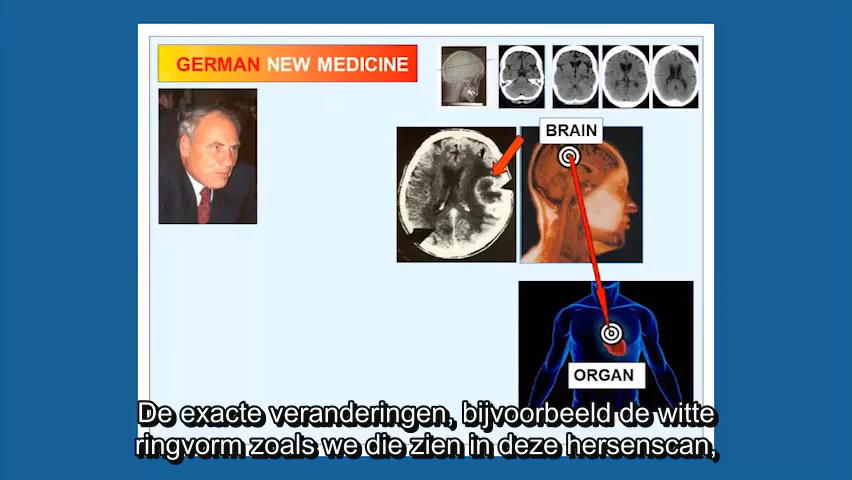 GERMAN NEW MEDICINE
BRAIN
ORGAN
De exacte veranderingen, bijvoorbeeld de witte
ringvorm zoals we die zien in deze hersenscan,